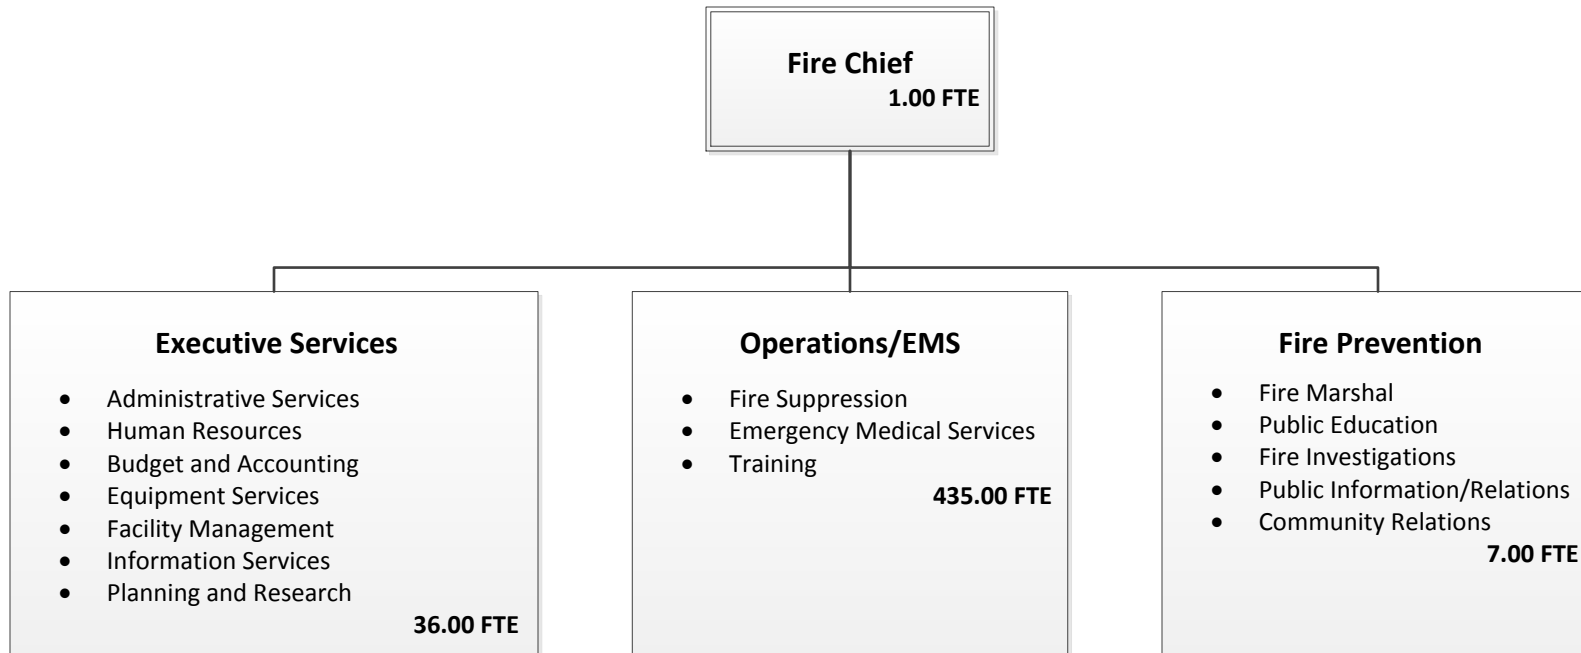 Fire Chief
1.00 FTE
Executive Services
• Administrative Services
• Human Resources
• Budget and Accounting
• Equipment Services
• Facility Management
• Information Services
• Planning and Research
36.00 FTE
Operations/EMS
• Fire Suppression
• Emergency Medical Services
• Training
435.00 FTE
Fire Prevention
• Fire Marshal
• Public Education
• Fire Investigations
• Public Information/Relations
• Community Relations
7.00 FTE